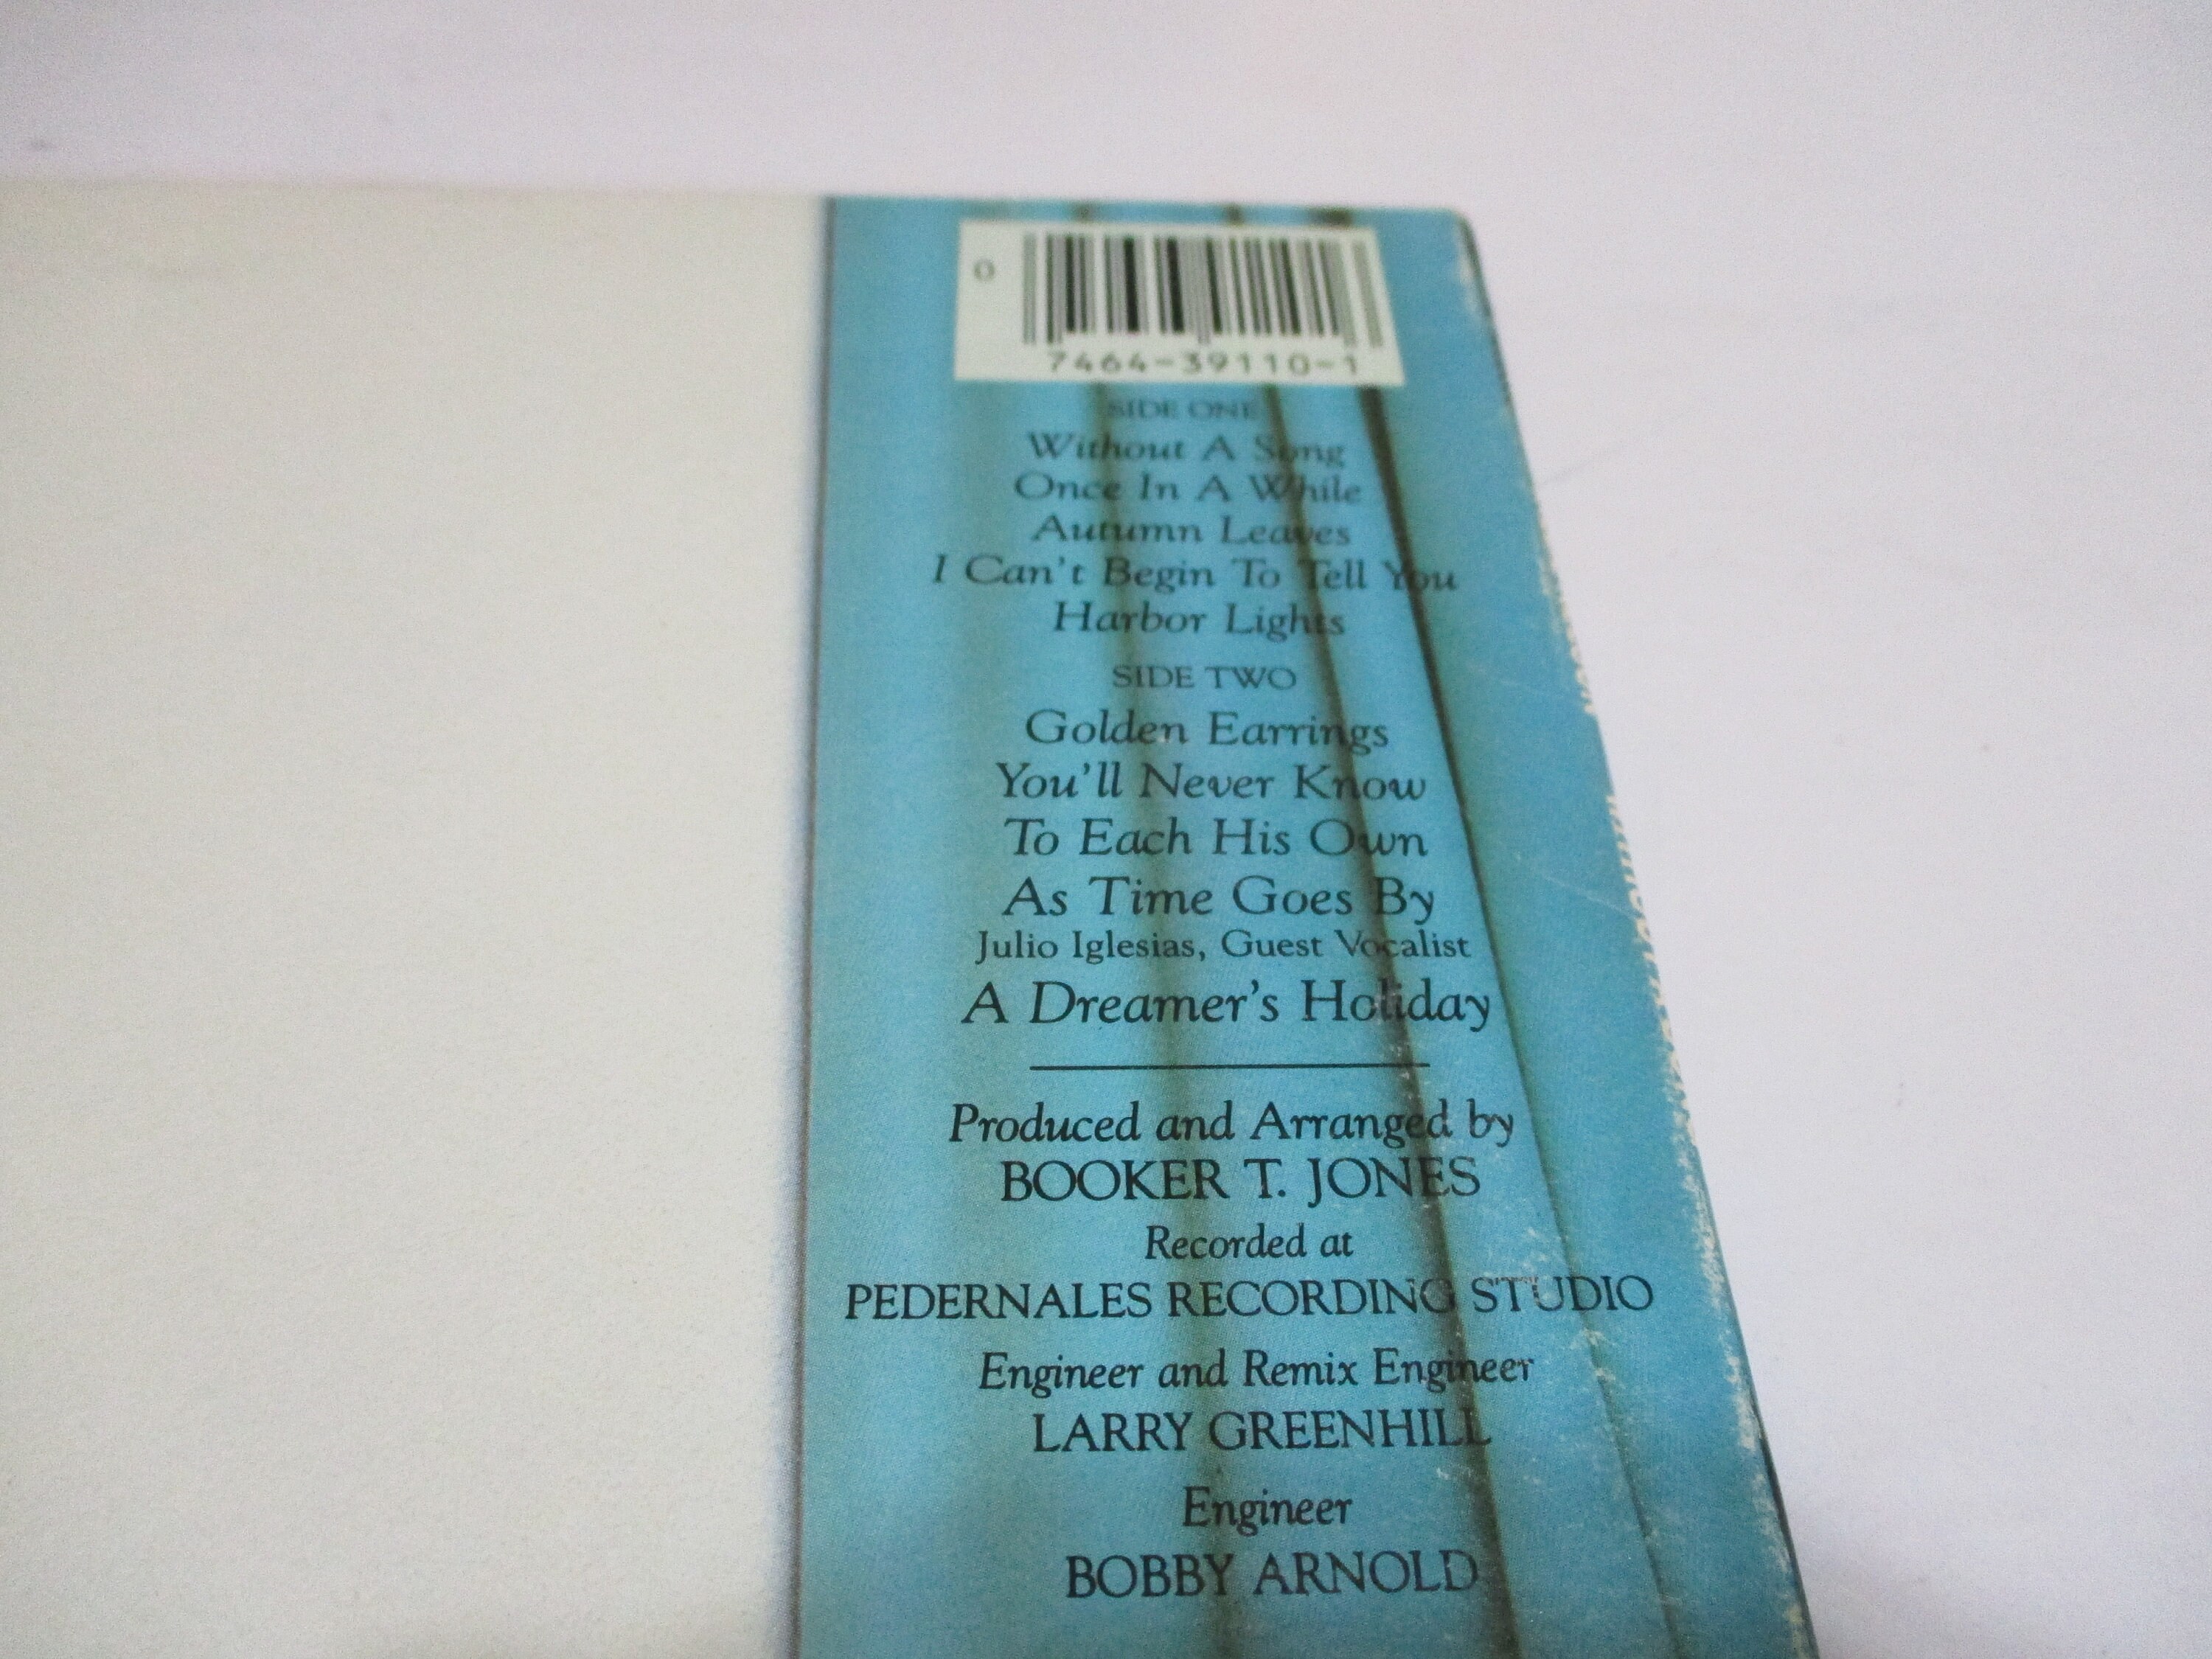 0
7464-39110-1
SIDE ONE
Without A Song
Once In A While
Autumn Leaves
I Can't Begin To Tell You
Harbor Lights
SIDE TWO
Golden Earrings
You'll Never Know
To Each His Own
As Time Goes By
Julio Iglesias, Guest Vocalist
A Dreamer's Holiday
Produced and Arranged by
BOOKER T. JONES
Recorded at
PEDERNALES RECORDING STUDIO
Engineer and Remix Engineer
LARRY GREENHILL
Engineer
BOBBY ARNOLD